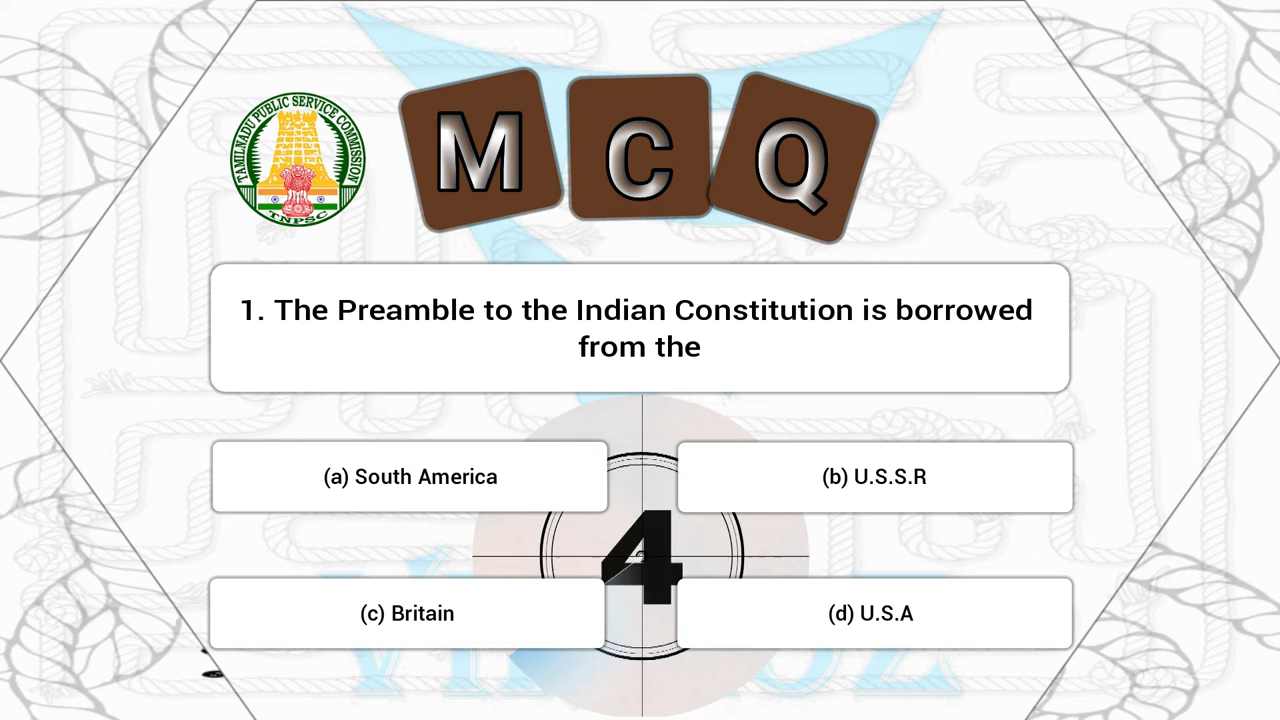 TAMILNADU PUBLIC SERVICE COMMISSION
TNPSC
M C Q
1. The Preamble to the Indian Constitution is borrowed
from the
(a) South America
(b) U.S.S.R
4
(c) Britain
(d) U.S.A